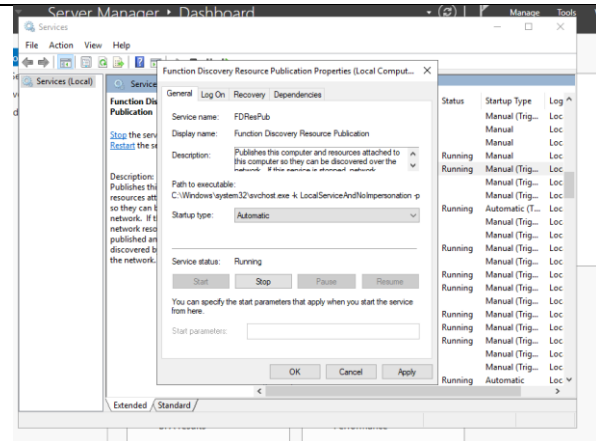 Server Manager • Dashboard
Manage Tools
Services
File Action View Help
Services (Local)
Function Discovery Resource Publication Properties (Local Comput...
General Log On Recovery Dependencies
Service name: FDResPub
Display name: Function Discovery Resource Publication
Description: Publishes this computer and resources attached to
this computer so they can be discovered over the
network. If this service is stopped, network
Path to executable:
C:\Windows\system32\svchost.exe -k LocalServiceAndNoImpersonation -p
Startup type: Automatic
Service status: Running
Start Stop Pause Resume
You can specify the start parameters that apply when you start the service
from here.
Start parameters:
OK Cancel Apply
Service
Function Dis
Publication
Stop the serv
Restart the se
Description:
Publishes thi
resources att
so they can b
network. If t
network reso
published an
discovered b
the network.
Status Startup Type Log
Manual (Trig... Loc
Manual Loc
Manual Loc
Running Manual Loc
Running Manual (Trig... Loc
Manual (Trig... Loc
Manual (Trig... Loc
Running Automatic (T... Loc
Manual (Trig... Loc
Manual (Trig... Loc
Running Manual (Trig... Loc
Manual (Trig... Loc
Running Manual (Trig... Loc
Running Manual (Trig... Loc
Manual (Trig... Loc
Running Manual (Trig... Loc
Running Manual (Trig... Loc
Running Manual (Trig... Loc
Manual (Trig... Loc
Manual (Trig... Loc
Running Automatic Loc
Extended Standard